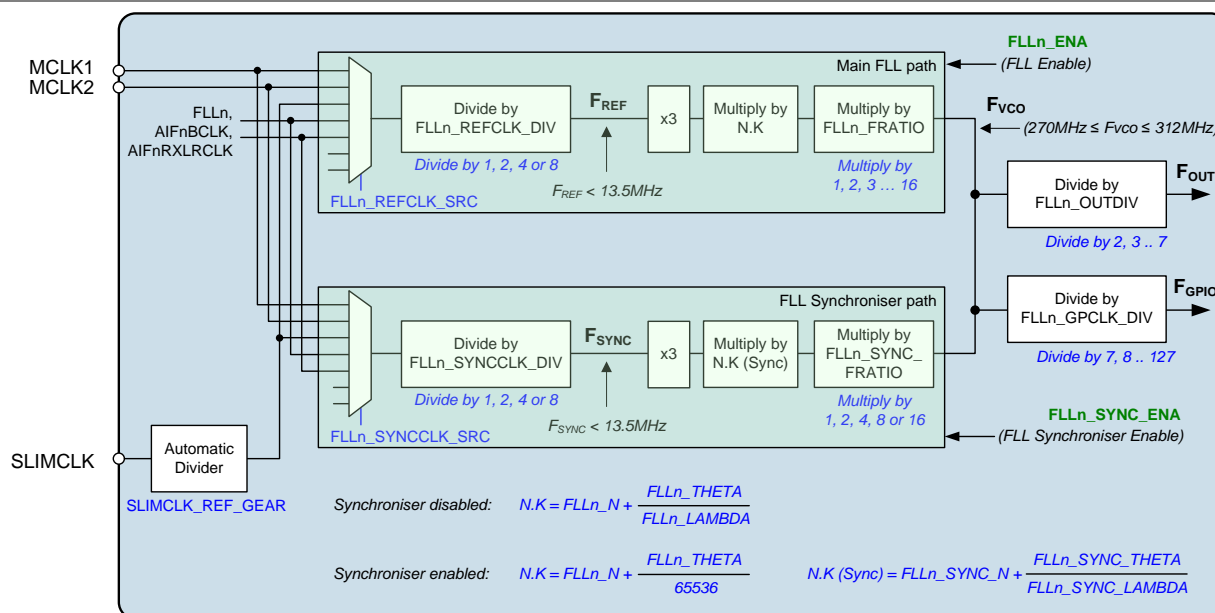 FLLn_ENA
(FLL Enable)
MCLK1
MCLK2
Main FLL path
FLLn,
AIFnBCLK,
AIFnRXLRCLK
Divide by
FLLn_REFCLK_DIV
Divide by 1, 2, 4 or 8
FREF
FREF < 13.5MHz
x3
Multiply by
N.K
Multiply by
FLLn_FRATIO
Multiply by
1, 2, 3 … 16
FLLn_REFCLK_SRC
FVCO
(270MHz ≤ Fvco ≤ 312MHz)
Divide by
FLLn_OUTDIV
Divide by 2, 3 .. 7
FOUT
FLL Synchroniser path
Divide by
FLLn_SYNCCLK_DIV
Divide by 1, 2, 4 or 8
FSYNC
FSYNC < 13.5MHz
x3
Multiply by
N.K (Sync)
Multiply by
FLLn_SYNC_
FRATIO
Multiply by
1, 2, 4, 8 or 16
FLLn_SYNCCLK_SRC
Divide by
FLLn_GPCLK_DIV
Divide by 7, 8 .. 127
FGPIO
FLLn_SYNC_ENA
(FLL Synchroniser Enable)
SLIMCLK
Automatic
Divider
SLIMCLK_REF_GEAR
Synchroniser disabled:
N.K = FLLn_N + FLLn_THETA
FLLn_LAMBDA
Synchroniser enabled:
N.K = FLLn_N + FLLn_THETA
65536
N.K (Sync) = FLLn_SYNC_N + FLLn_SYNC_THETA
FLLn_SYNC_LAMBDA